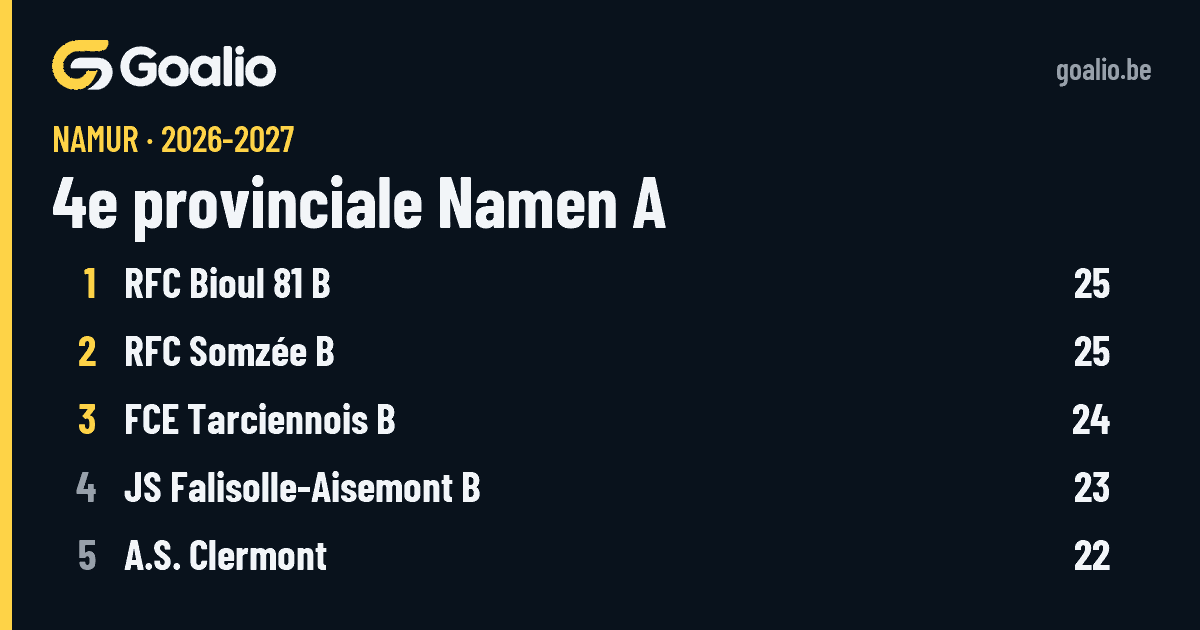 Goalio
goalio.be
NAMUR · 2026-2027
4e provinciale Namen A
1 RFC Bioul 81 B 25
2 RFC Somzée B 25
3 FCE Tarciennois B 24
4 JS Falisolle-Aisemont B 23
5 A.S. Clermont 22